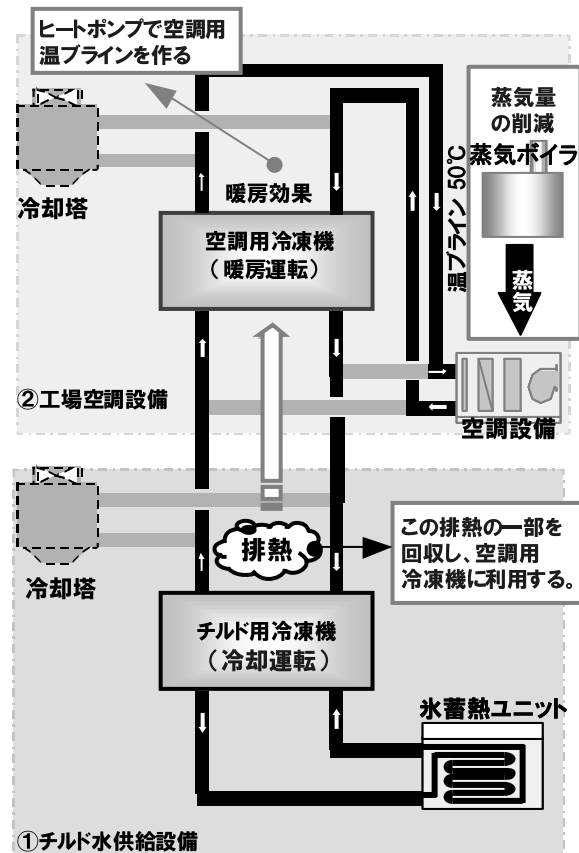 ヒートポンプで空調用
温ブラインを作る
蒸気量
の削減
蒸気ボイラ
冷却塔
暖房効果
温ブライン 50℃
空調用冷凍機
（暖房運転）
蒸気
②工場空調設備
空調設備
排熱
この排熱の一部を
回収し、空調用
冷凍機に利用する。
冷却塔
チルド用冷凍機
（冷却運転）
氷蓄熱ユニット
①チルド水供給設備